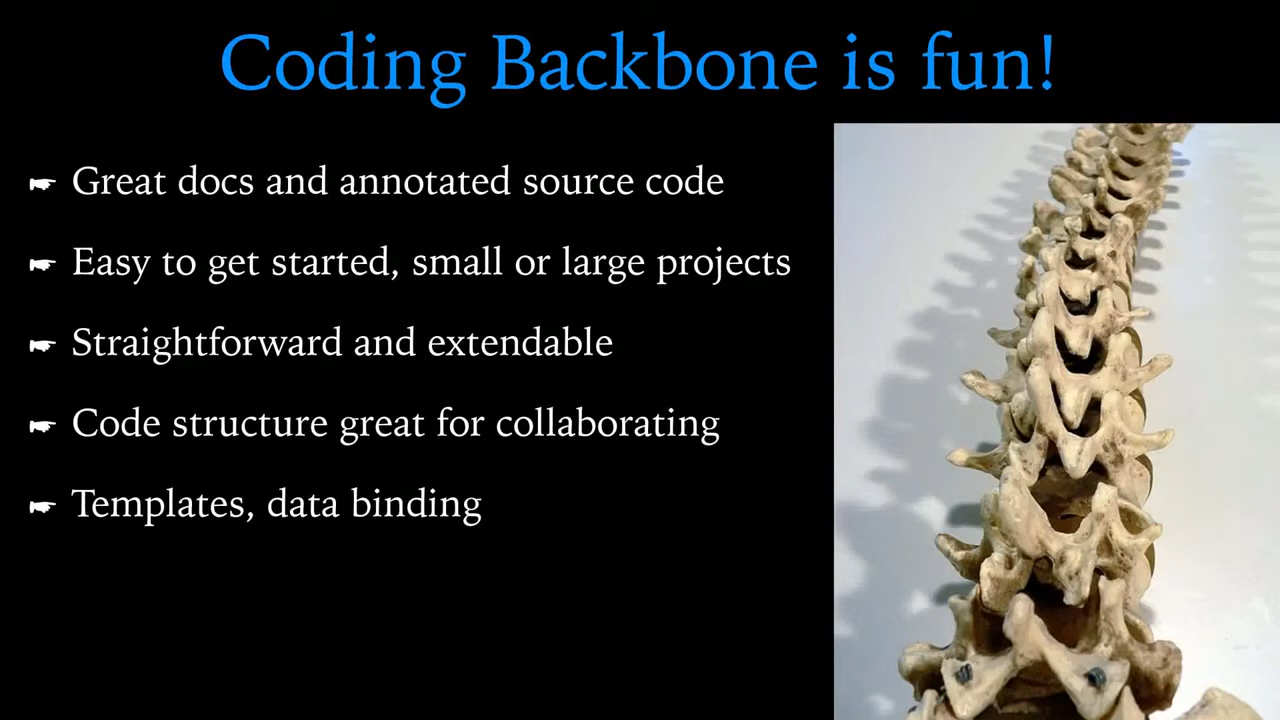 Coding Backbone is fun!
☛ Great docs and annotated source code
☛ Easy to get started, small or large projects
☛ Straightforward and extendable
☛ Code structure great for collaborating
☛ Templates, data binding